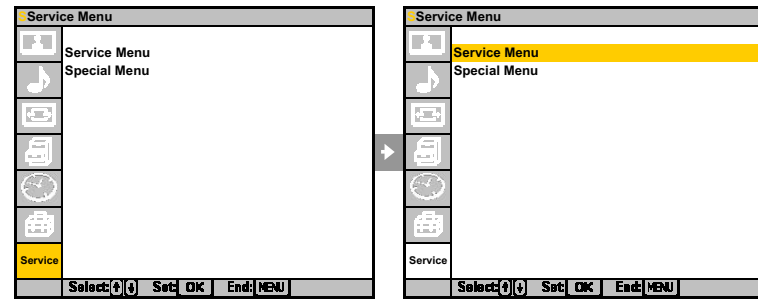 SService Menu
Service Menu
Special Menu
Service
Select: Set: OK End: MENU
Service Menu
Service Menu
Special Menu
Service
Select: Set: OK End: MENU